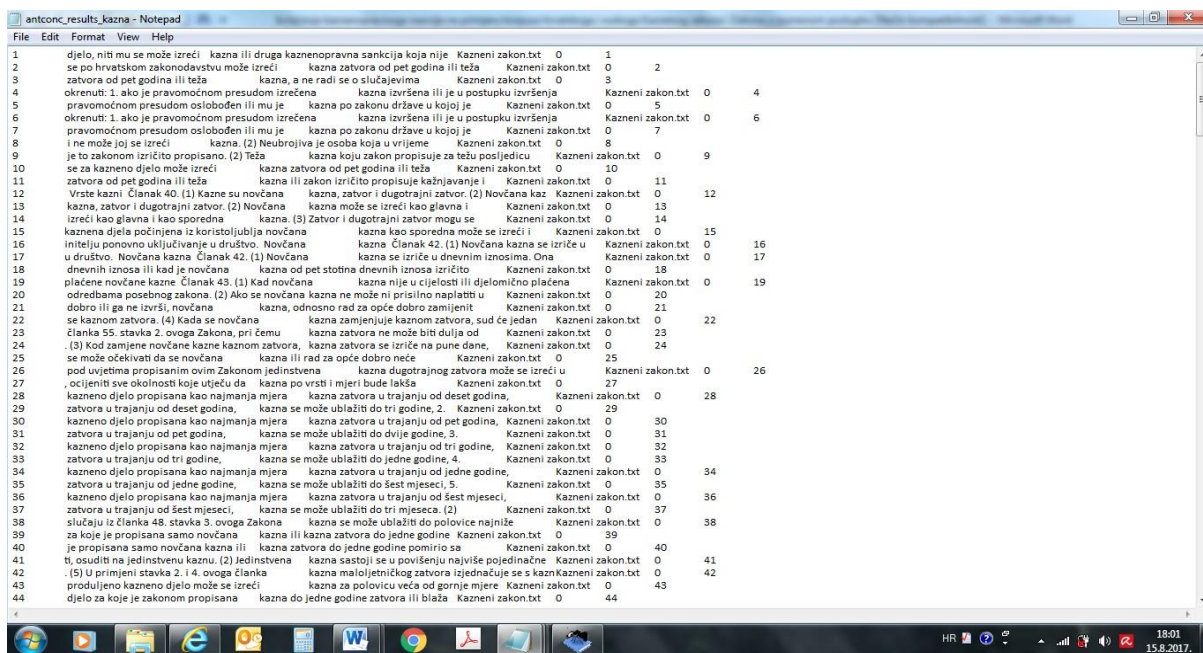 antconc_results_kazna - Notepad
File Edit Format View Help
1 djelo, niti mu se može izreći kazna ili druga kaznenopravna sankcija koja nije Kazneni zakon.txt 0 1
2 se po hrvatskom zakonodavstvu može izreći kazna zatvora od pet godina ili teža Kazneni zakon.txt 0 2
3 zatvora od pet godina ili teža kazna, a ne radi se o slučajevima Kazneni zakon.txt 0 3
4 okrenuti: 1. ako je pravomoćnom presudom izrečena kazna izvršena ili je u postupku izvršenja Kazneni zakon.txt 0 4
5 pravomoćnom presudom oslobođen ili mu je kazna po zakonu države u kojoj je Kazneni zakon.txt 0 5
6 okrenuti: 1. ako je pravomoćnom presudom izrečena kazna izvršena ili je u postupku izvršenja Kazneni zakon.txt 0 6
7 pravomoćnom presudom oslobođen ili mu je kazna po zakonu države u kojoj je Kazneni zakon.txt 0 7
8 i ne može joj se izreći kazna. (2) Neubrojiva je osoba koja u vrijeme Kazneni zakon.txt 0 8
9 je to zakonom izričito propisano. (2) Teža kazna koju zakon propisuje za težu posljedicu Kazneni zakon.txt 0 9
10 se za kazneno djelo može izreći kazna zatvora od pet godina ili teža Kazneni zakon.txt 0 10
11 zatvora od pet godina ili teža kazna ili zakon izričito propisuje kažnjavanje i Kazneni zakon.txt 0 11
12 Vrste kazni Članak 40. (1) Kazne su novčana kazna, zatvor i dugotrajni zatvor. (2) Novčana kaz Kazneni zakon.txt 0 12
13 kazna, zatvor i dugotrajni zatvor. (2) Novčana kazna može se izreći kao glavna i Kazneni zakon.txt 0 13
14 izreći kao glavna i kao sporedna kazna. (3) Zatvor i dugotrajni zatvor mogu se Kazneni zakon.txt 0 14
15 kaznena djela počinjena iz koristoljublja novčana kazna kao sporedna može se izreći i Kazneni zakon.txt 0 15
16 initelju ponovno uključivanje u društvo. Novčana kazna Članak 42. (1) Novčana kazna se izriče u Kazneni zakon.txt 0 16
17 u društvo. Novčana kazna Članak 42. (1) Novčana kazna se izriče u dnevnim iznosima. Ona Kazneni zakon.txt 0 17
18 dnevnih iznosa ili kad je novčana kazna od pet stotina dnevnih iznosa izričito Kazneni zakon.txt 0 18
19 plaćene novčane kazne Članak 43. (1) Kad novčana kazna nije u cijelosti ili djelomično plaćena Kazneni zakon.txt 0 19
20 odredbama posebnog zakona. (2) Ako se novčana kazna ne može ni prisilno naplatiti u Kazneni zakon.txt 0 20
21 dobro ili ga ne izvrši, novčana kazna, odnosno rad za opće dobro zamijenit Kazneni zakon.txt 0 21
22 se kaznom zatvora. (4) Kada se novčana kazna zamjenjuje kaznom zatvora, sud će jedan Kazneni zakon.txt 0 22
23 članka 55. stavka 2. ovoga Zakona, pri čemu kazna zatvora ne može biti dulja od Kazneni zakon.txt 0 23
24 . (3) Kod zamjene novčane kazne kaznom zatvora, kazna zatvora se izriče na pune dane, Kazneni zakon.txt 0 24
25 se može očekivati da se novčana kazna ili rad za opće dobro neće Kazneni zakon.txt 0 25
26 pod uvjetima propisanim ovim Zakonom jedinstvena kazna dugotrajnog zatvora može se izreći u Kazneni zakon.txt 0 26
27 , ocijeniti sve okolnosti koje utječu da kazna po vrsti i mjeri bude lakša Kazneni zakon.txt 0 27
28 kazneno djelo propisana kao najmanja mjera kazna zatvora u trajanju od deset godina, Kazneni zakon.txt 0 28
29 zatvora u trajanju od deset godina, kazna se može ublažiti do tri godine, 2. Kazneni zakon.txt 0 29
30 kazneno djelo propisana kao najmanja mjera kazna zatvora u trajanju od pet godina, Kazneni zakon.txt 0 30
31 zatvora u trajanju od pet godina, kazna se može ublažiti do dvije godine, 3. Kazneni zakon.txt 0 31
32 kazneno djelo propisana kao najmanja mjera kazna zatvora u trajanju od tri godine, Kazneni zakon.txt 0 32
33 zatvora u trajanju od tri godine, kazna se može ublažiti do jedne godine, 4. Kazneni zakon.txt 0 33
34 kazneno djelo propisana kao najmanja mjera kazna zatvora u trajanju od jedne godine, Kazneni zakon.txt 0 34
35 zatvora u trajanju od jedne godine, kazna se može ublažiti do šest mjeseci, 5. Kazneni zakon.txt 0 35
36 kazneno djelo propisana kao najmanja mjera kazna zatvora u trajanju od šest mjeseci, Kazneni zakon.txt 0 36
37 zatvora u trajanju od šest mjeseci, kazna se može ublažiti do tri mjeseca. (2) Kazneni zakon.txt 0 37
38 slučaju iz članka 48. stavka 3. ovoga Zakona kazna se može ublažiti do polovice najniže Kazneni zakon.txt 0 38
39 za koje je propisana samo novčana kazna ili kazna zatvora do jedne godine Kazneni zakon.txt 0 39
40 je propisana samo novčana kazna ili kazna zatvora do jedne godine pomirio sa Kazneni zakon.txt 0 40
41 ti, osuditi na jedinstvenu kaznu. (2) Jedinstvena kazna sastoji se u povišenju najviše pojedinačne Kazneni zakon.txt 0 41
42 . (5) U primjeni stavka 2. i 4. ovoga članka kazna maloljetničkog zatvora izjednačuje se s kazn Kazneni zakon.txt 0 42
43 produljeno kazneno djelo može se izreći kazna za polovicu veća od gornje mjere Kazneni zakon.txt 0 43
44 djelo za koje je zakonom propisana kazna do jedne godine zatvora ili blaža Kazneni zakon.txt 0 44
HR
18:01
15.8.2017.